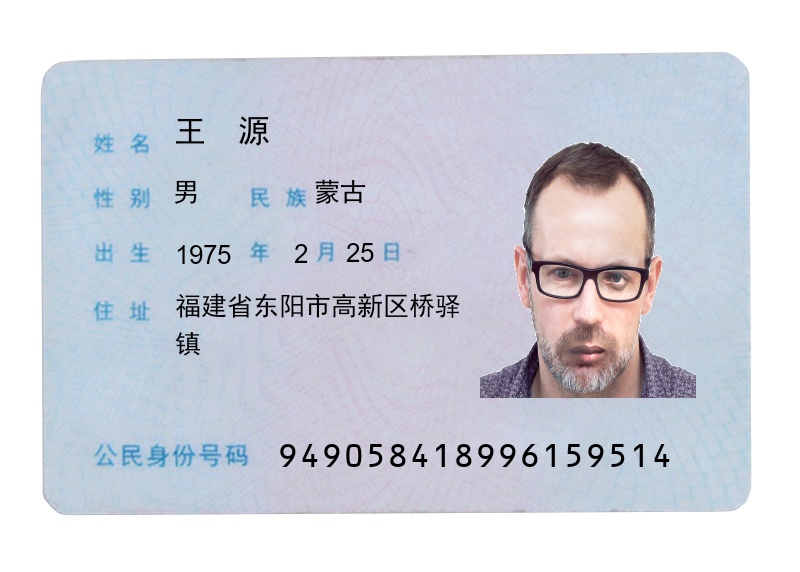 姓名 王 源
性别 男 民族 蒙古
出生 1975 年 2 月 25 日
住址 福建省东阳市高新区桥驿
镇
公民身份号码 949058418996159514